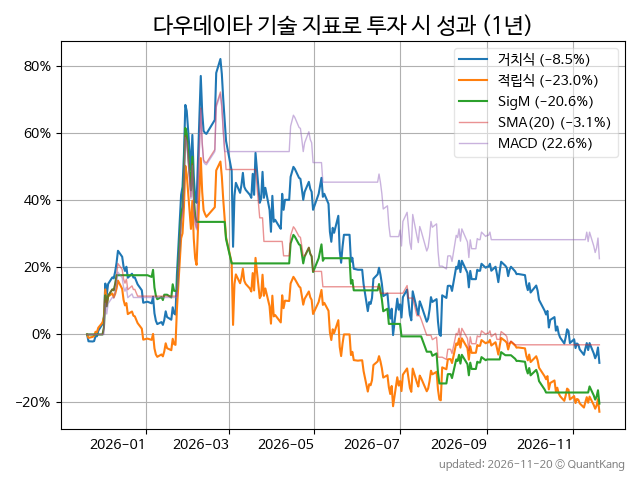 다우데이타 기술 지표로 투자 시 성과 (1년)
거치식 (-8.5%)
적립식 (-23.0%)
SigM (-20.6%)
SMA(20) (-3.1%)
MACD (22.6%)
80%
60%
40%
20%
0%
-20%
2026-01
2026-03
2026-05
2026-07
2026-09
2026-11
updated: 2026-11-20 © QuantKang